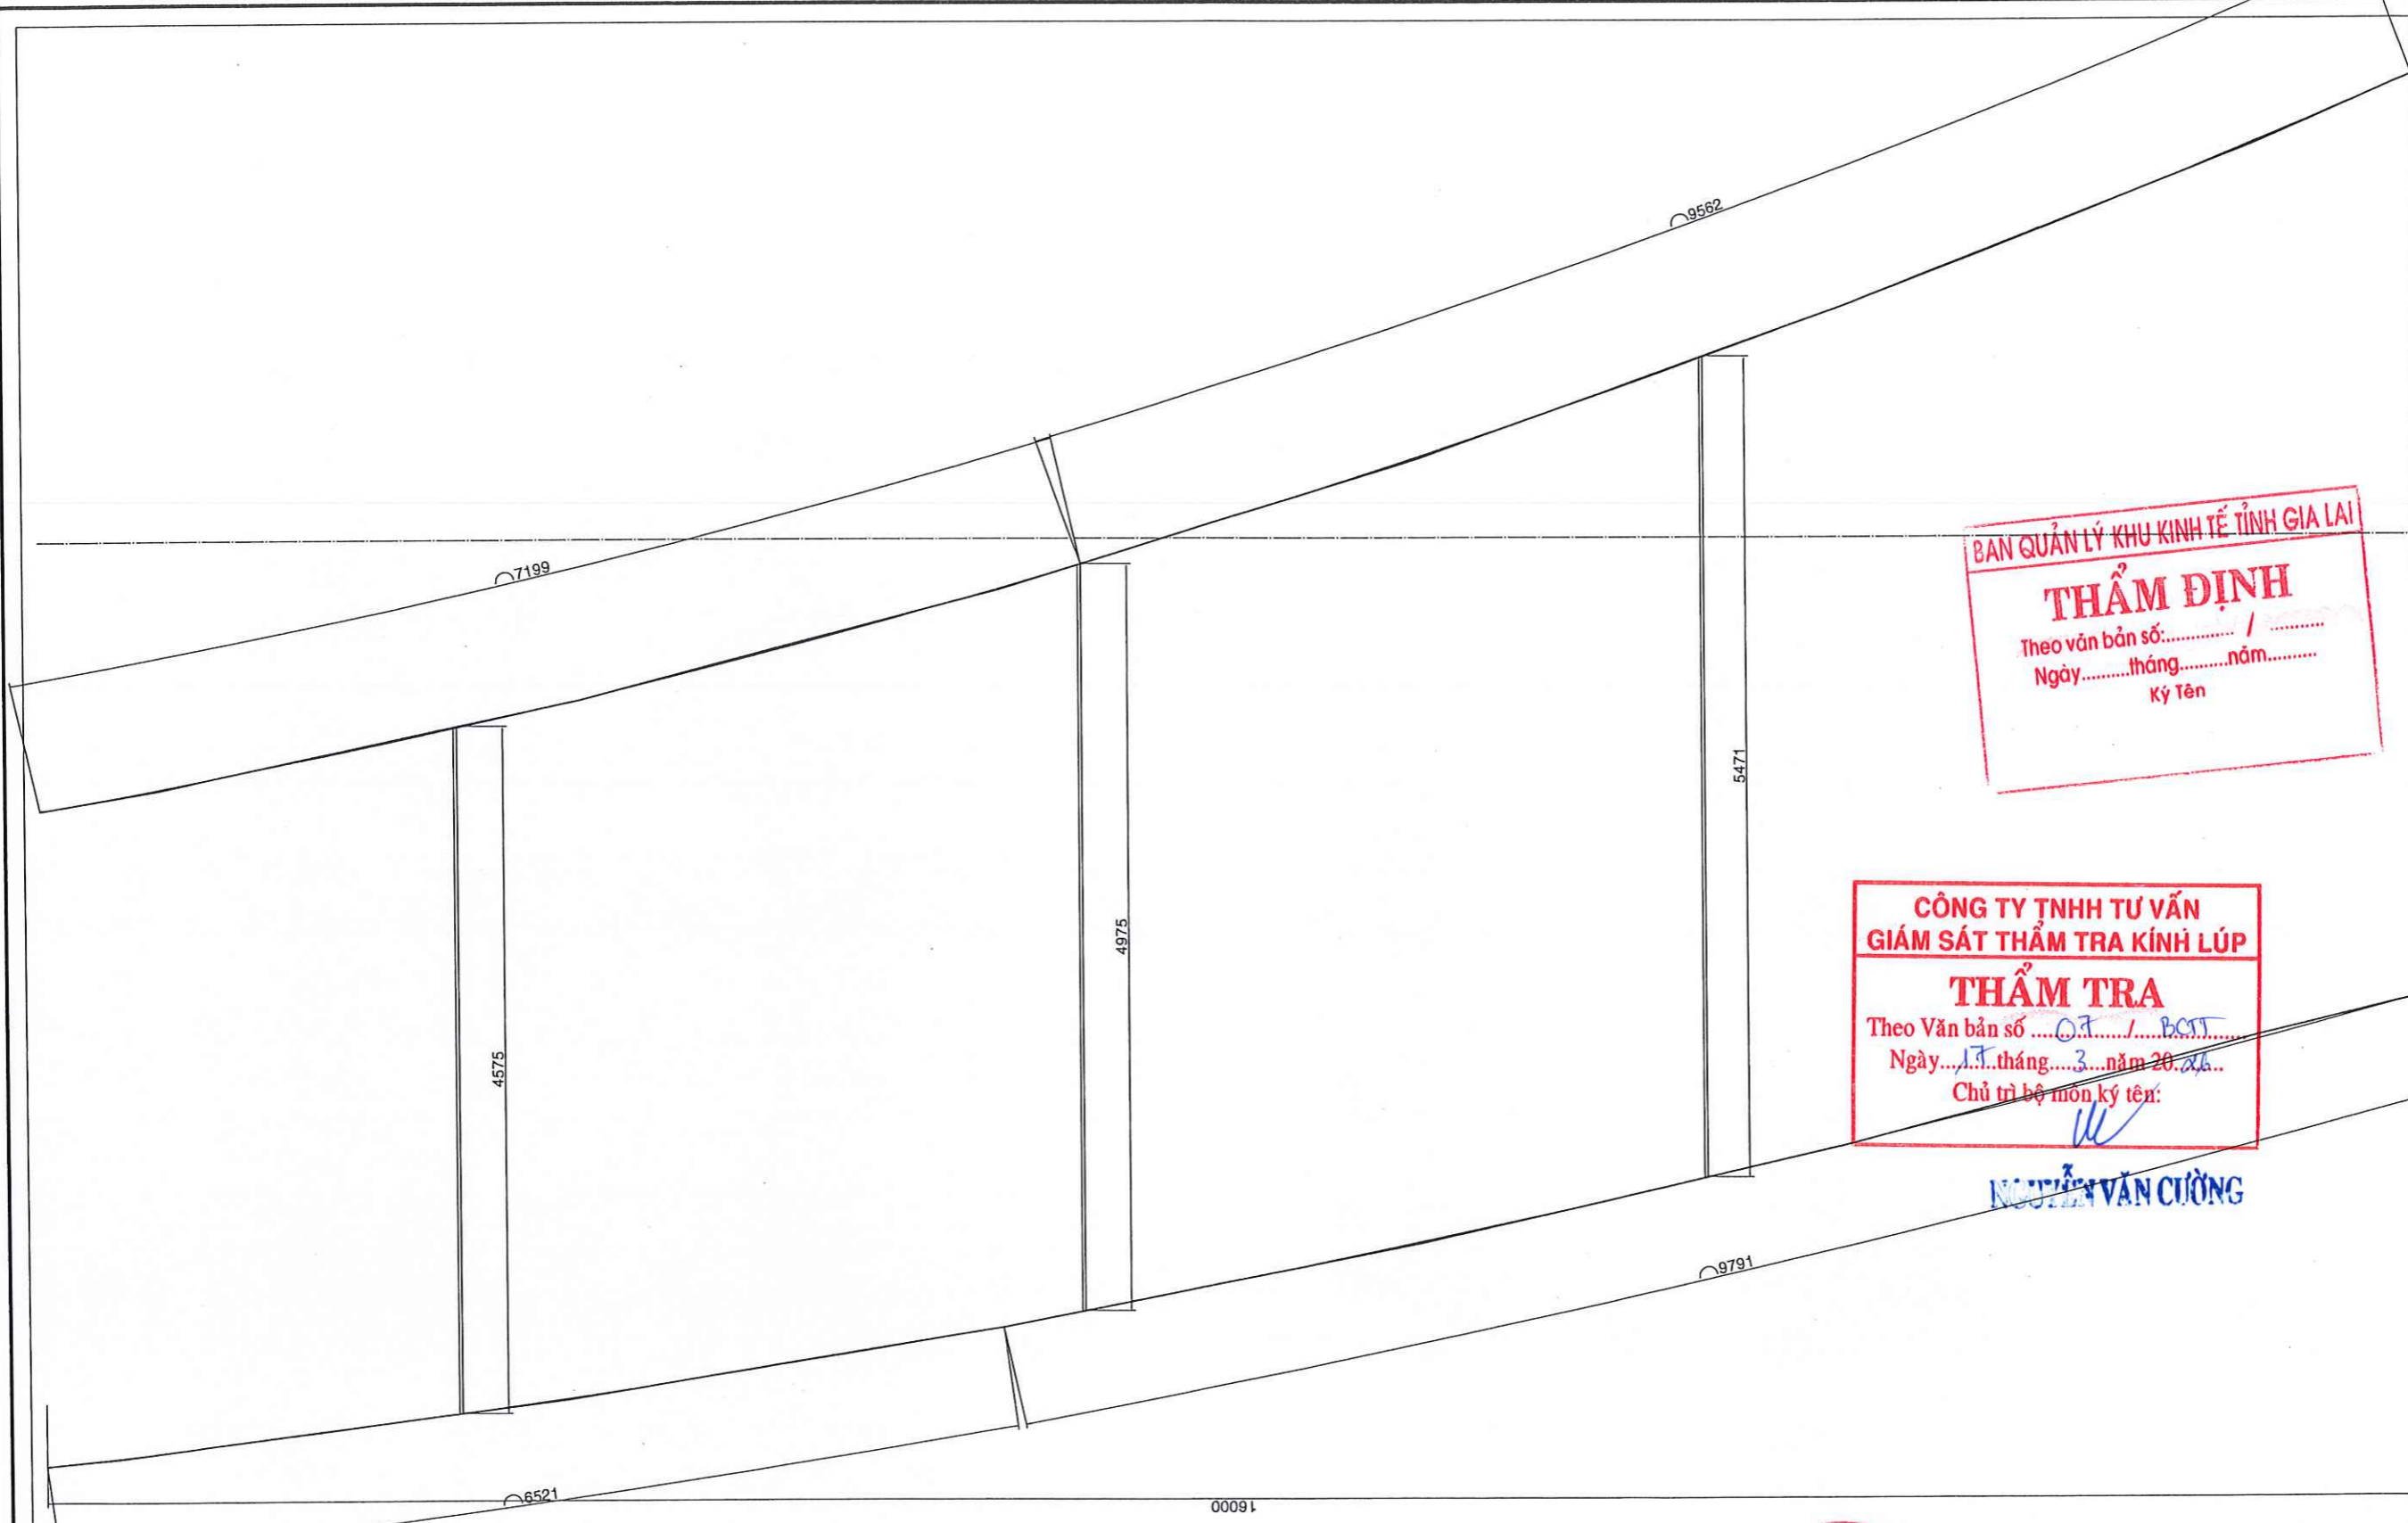 9562
7199
BAN QUẢN LÝ KHU KINH TẾ TỈNH GIA LAI
THẨM ĐỊNH
Theo văn bản số:............. / ..........
Ngày..........tháng..........năm..........
Ký Tên
5471
4975
4575
CÔNG TY TNHH TƯ VẤN
GIÁM SÁT THẨM TRA KÍNH LÚP
THẨM TRA
Theo Văn bản số ....07...../....BCTT.....
Ngày....17..tháng....3...năm 20.26...
Chủ trì bộ môn ký tên:
NGUYỄN VĂN CƯỜNG
9791
6521
16000